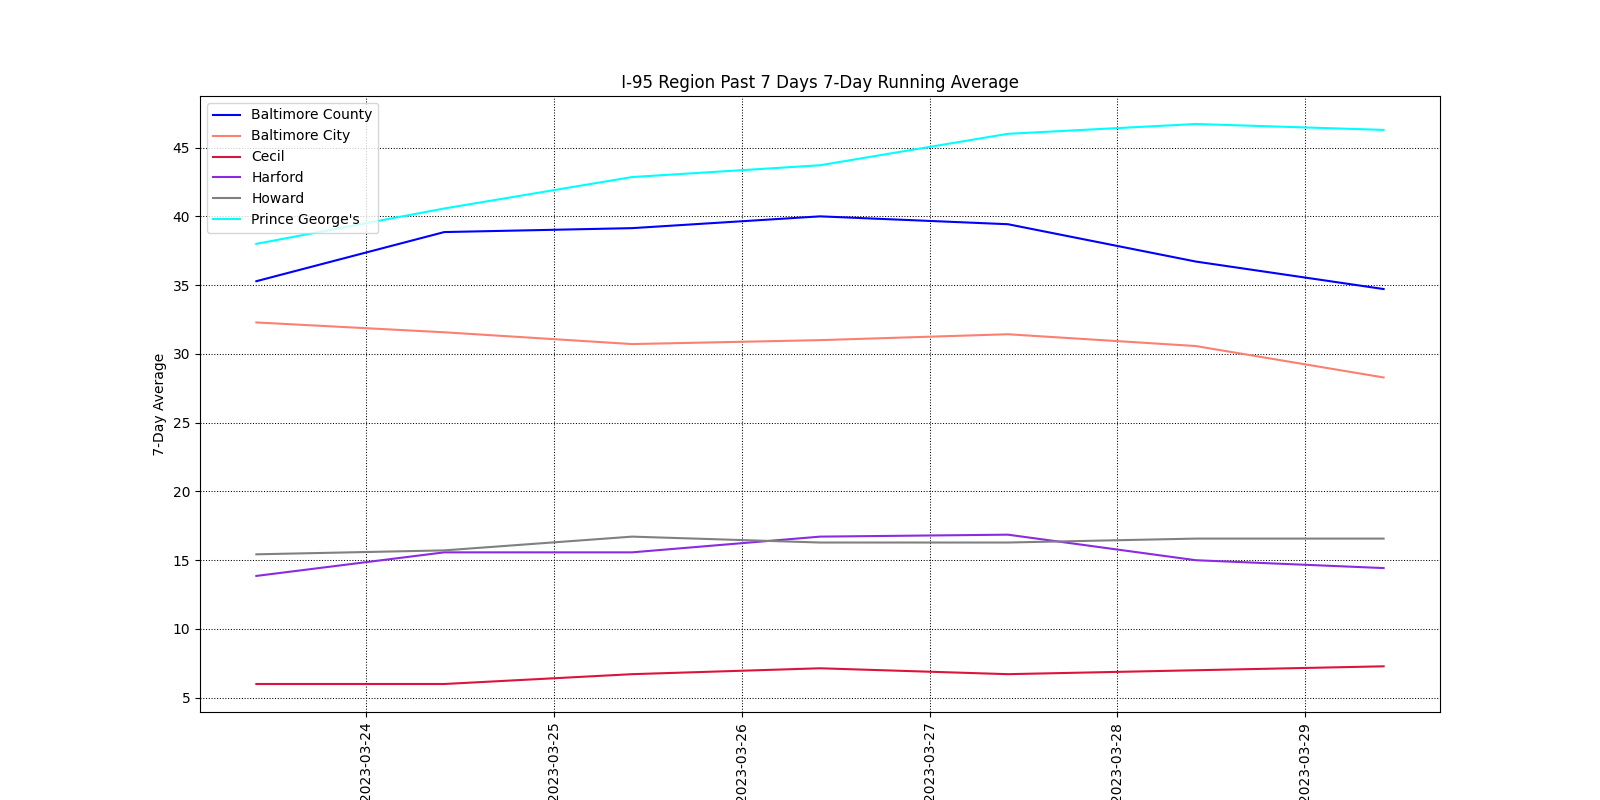 I-95 Region Past 7 Days 7-Day Running Average
Baltimore County
Baltimore City
Cecil
Harford
Howard
Prince George's
7-Day Average
45
40
35
30
25
20
15
10
5
2023-03-24
2023-03-25
2023-03-26
2023-03-27
2023-03-28
2023-03-29